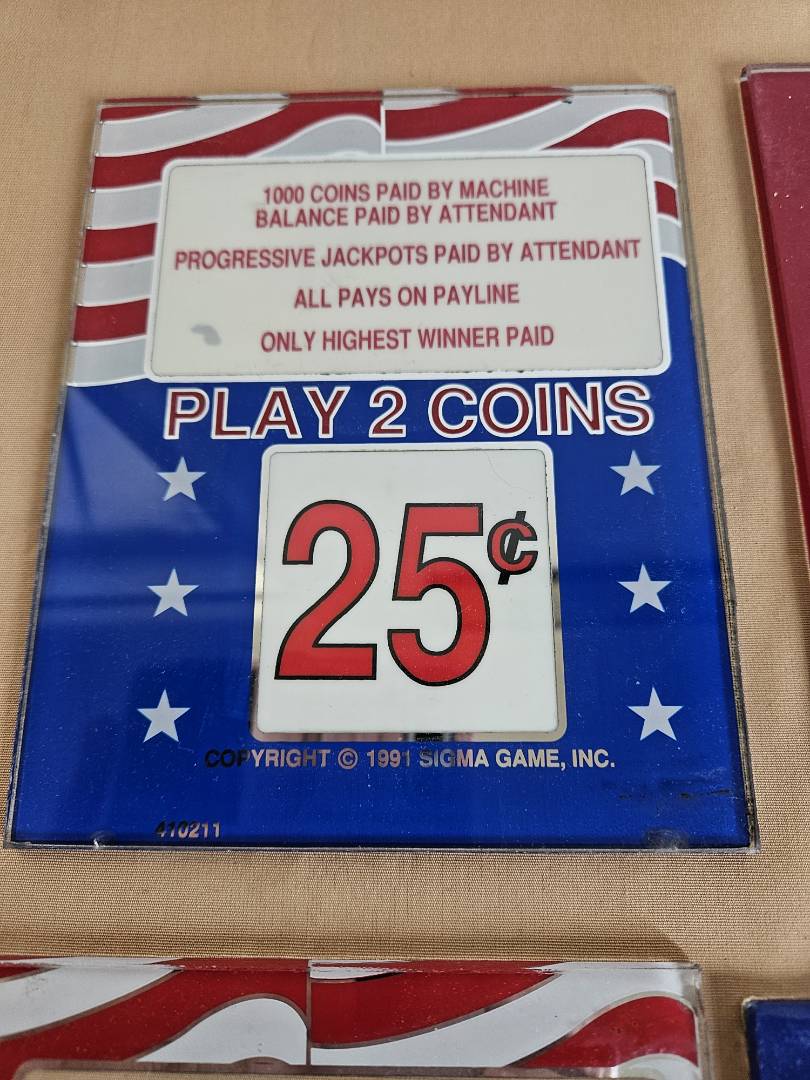 1000 COINS PAID BY MACHINE
BALANCE PAID BY ATTENDANT
PROGRESSIVE JACKPOTS PAID BY ATTENDANT
ALL PAYS ON PAYLINE
ONLY HIGHEST WINNER PAID
PLAY 2 COINS
25¢
COPYRIGHT © 1991 SIGMA GAME, INC.
410211